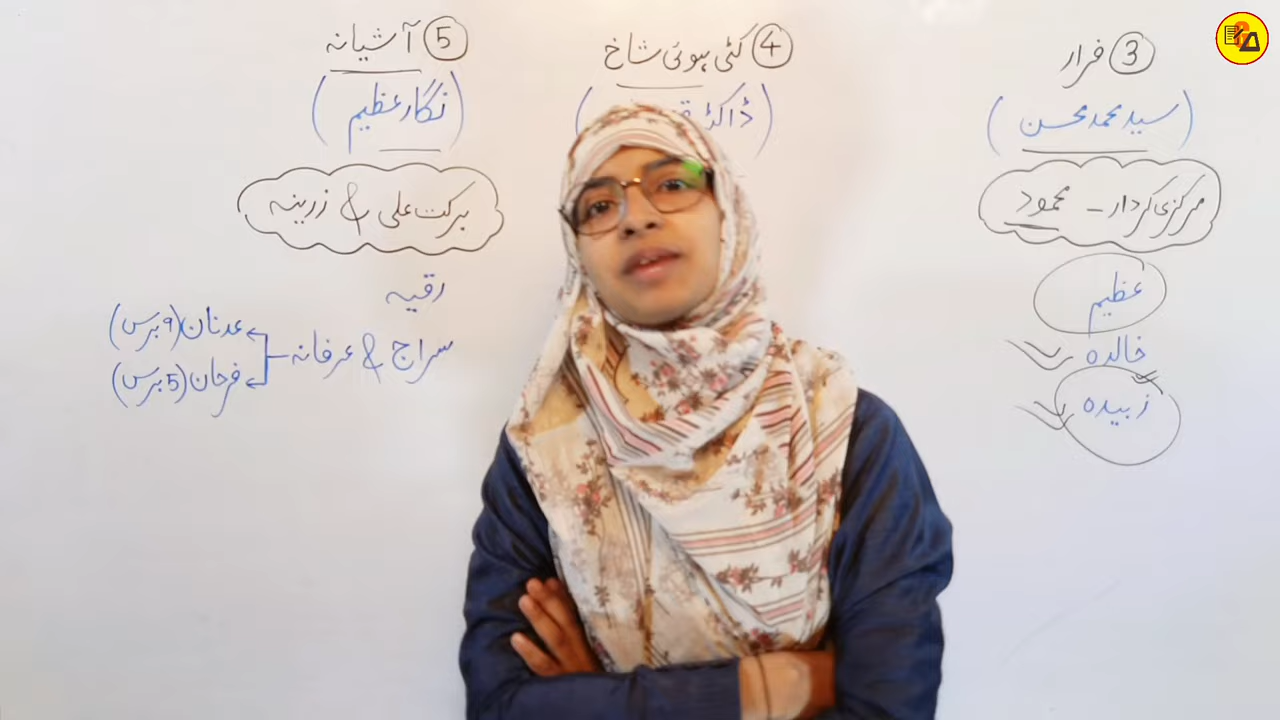 ③ فرار
(سید محمد محسن)
مرکزی کردار - محمود
عظیم
خالدہ
زبیدہ
④ کٹی ہوئی شاخ
(ڈاکٹر
⑤ آشیانہ
(نگار عظیم)
برکت علی & زرینہ
رقیہ
سراج & عرفانہ
عدنان (۹ برس)
فرحان (5 برس)